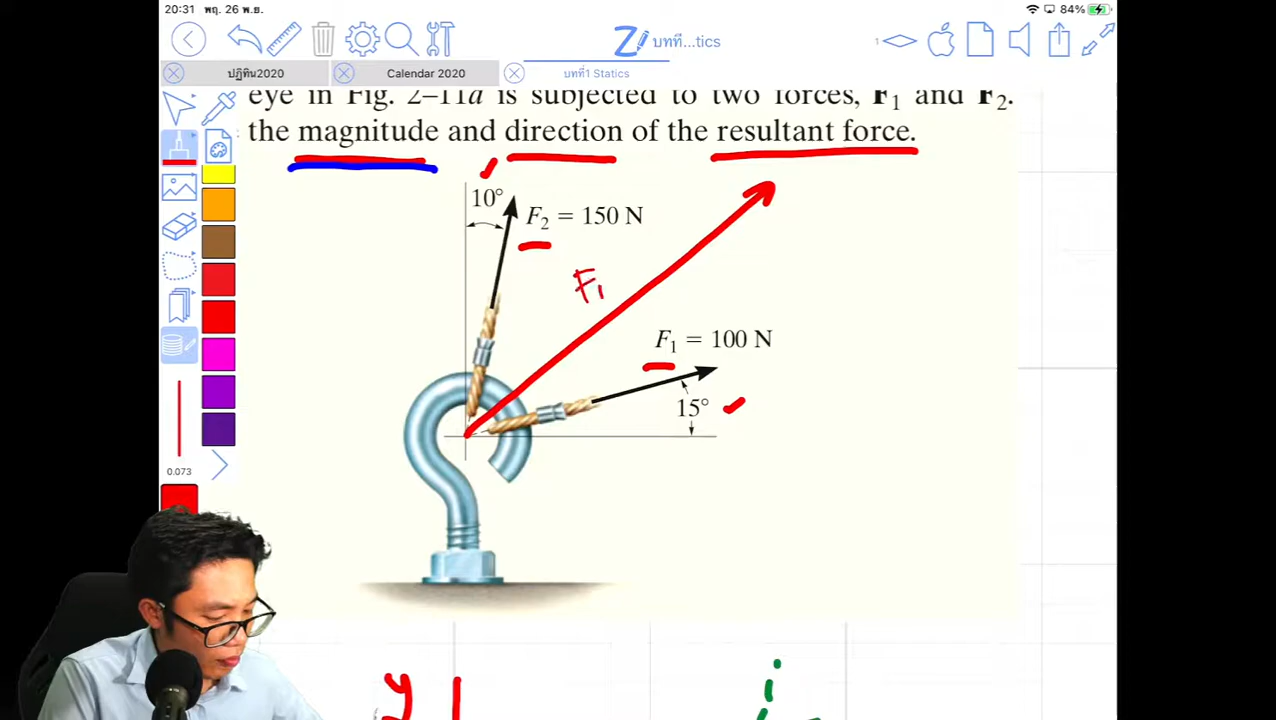 20:31 พฤ. 26 พ.ย.
84%
บทที่...tics
1
ปฏิทิน2020
Calendar 2020
บทที่1 Statics
eye in Fig. 2–11a is subjected to two forces, F1 and F2.
the magnitude and direction of the resultant force.
10°
F2 = 150 N
F1
F1 = 100 N
15°
0.073
y
i